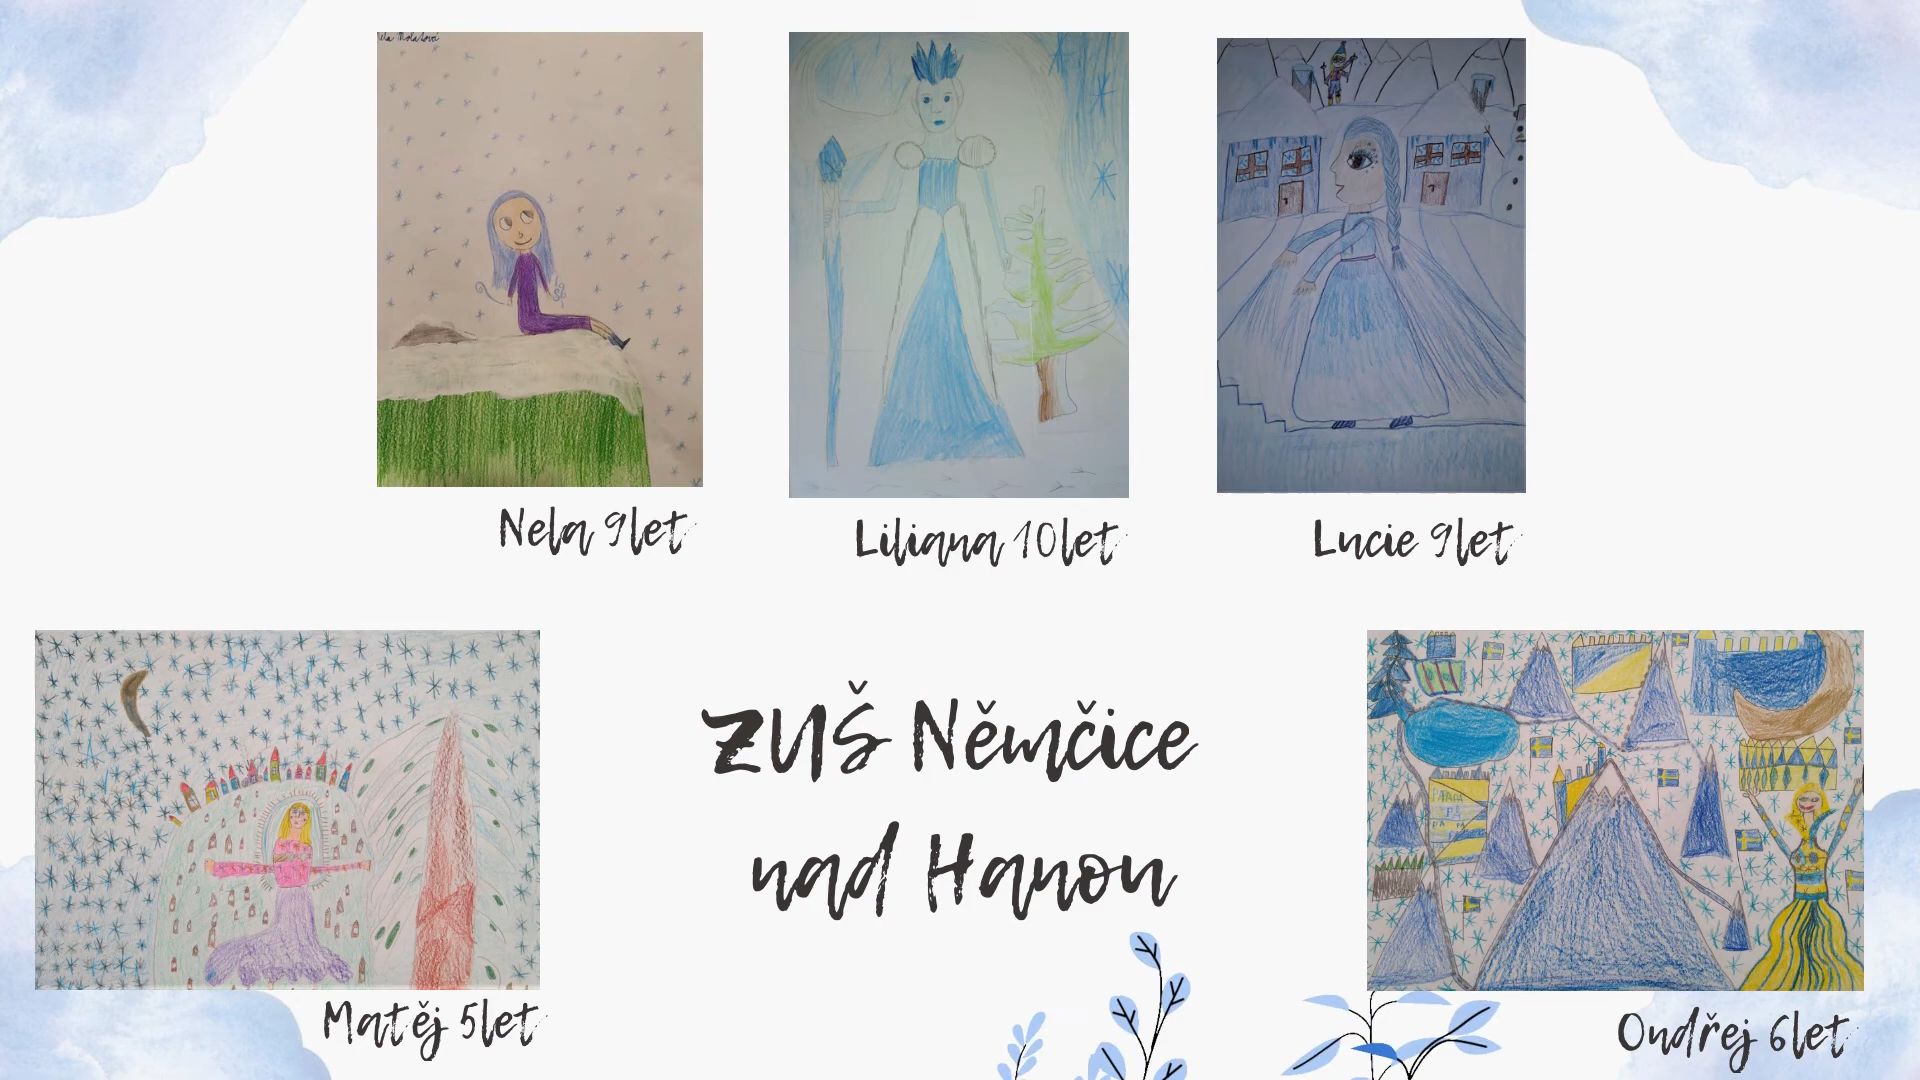 Nela 9let
Liliana 10let
Lucie 9let
ZUŠ Němčice
nad Hanou
Matěj 5let
Ondřej 6let